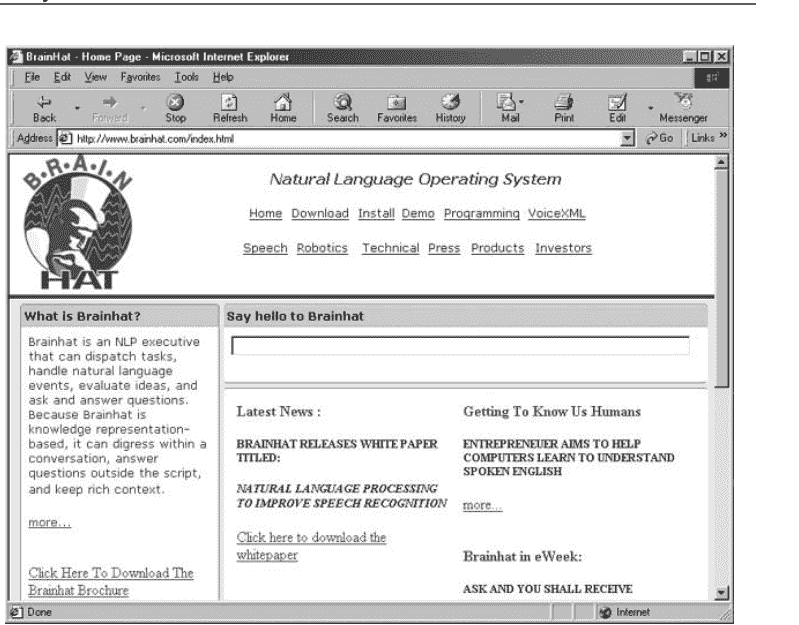 BrainHat - Home Page - Microsoft Internet Explorer
File Edit View Favorites Tools Help
Back Forward Stop Refresh Home Search Favorites History Mail Print Edit Messenger
Address http://www.brainhat.com/index.html Go Links »
B·R·A·I·N
HAT
Natural Language Operating System
Home Download Install Demo Programming VoiceXML
Speech Robotics Technical Press Products Investors
What is Brainhat?
Brainhat is an NLP executive
that can dispatch tasks,
handle natural language
events, evaluate ideas, and
ask and answer questions.
Because Brainhat is
knowledge representation-
based, it can digress within a
conversation, answer
questions outside the script,
and keep rich context.
more...
Click Here To Download The
Brainhat Brochure
Say hello to Brainhat
Latest News :
BRAINHAT RELEASES WHITE PAPER
TITLED:
NATURAL LANGUAGE PROCESSING
TO IMPROVE SPEECH RECOGNITION
Click here to download the
whitepaper
Getting To Know Us Humans
ENTREPRENEUER AIMS TO HELP
COMPUTERS LEARN TO UNDERSTAND
SPOKEN ENGLISH
more...
Brainhat in eWeek:
ASK AND YOU SHALL RECEIVE
Done Internet